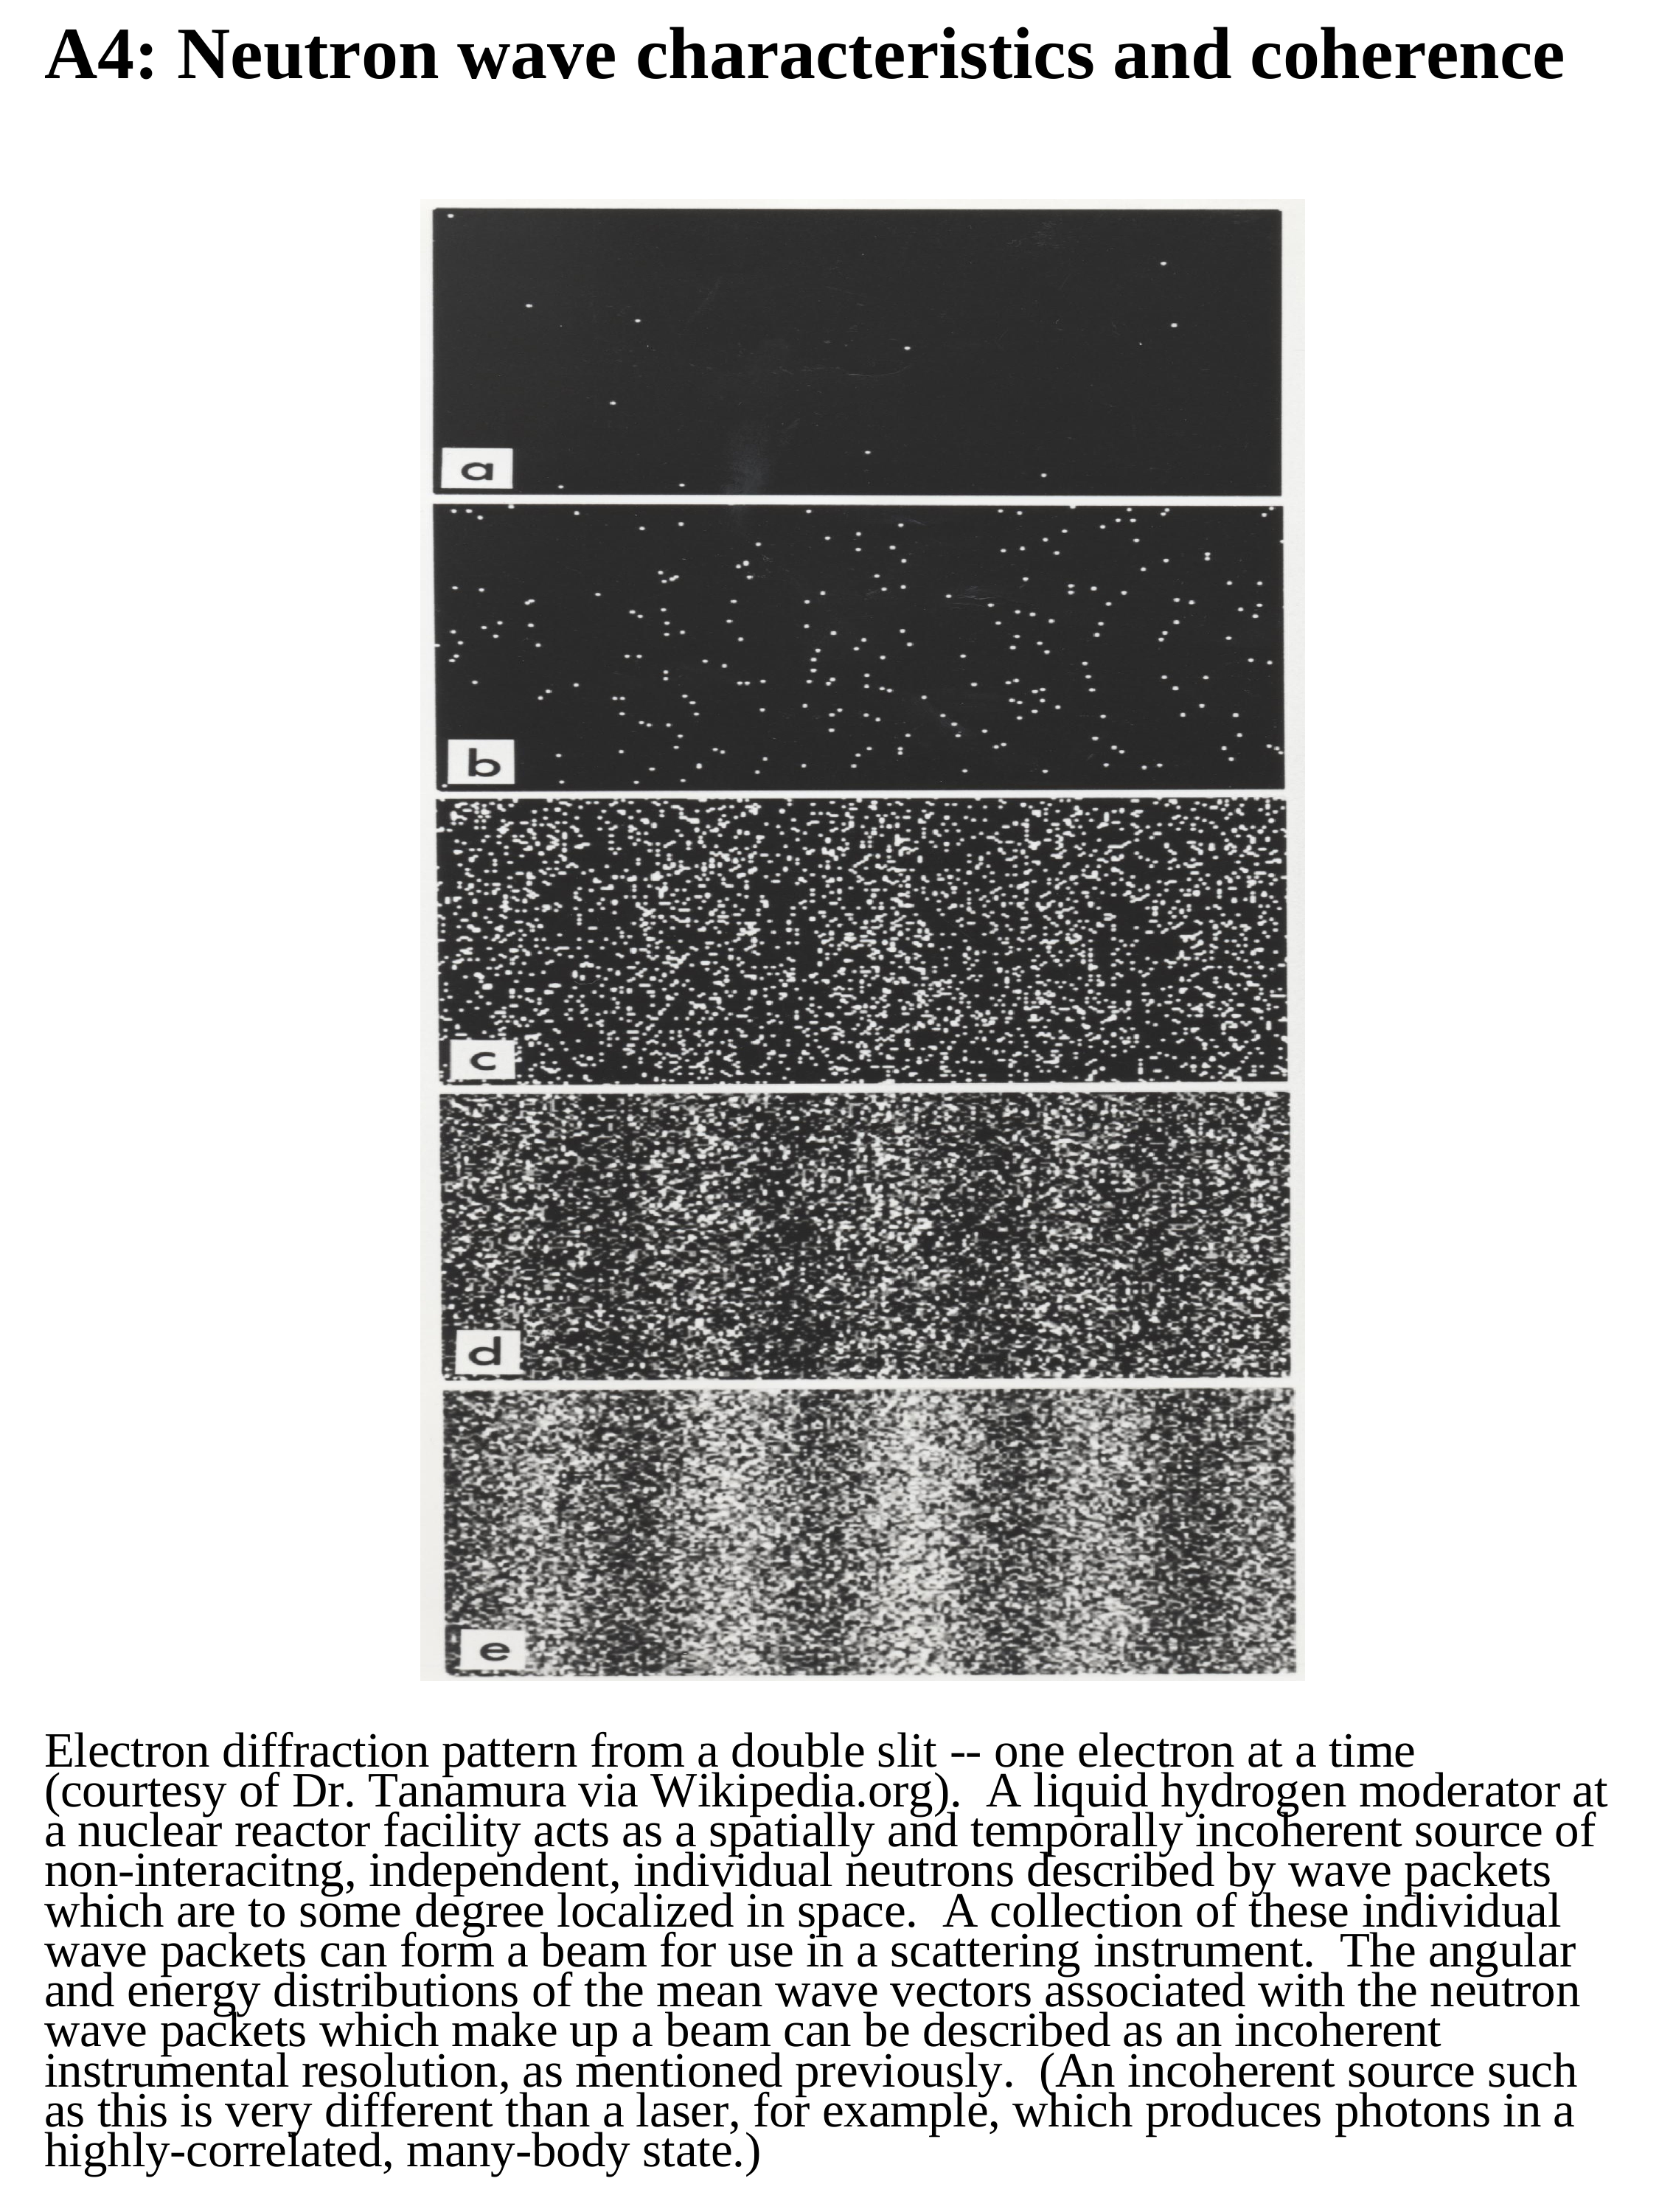 A4: Neutron wave characteristics and coherence
a
b
c
d
e
Electron diffraction pattern from a double slit -- one electron at a time
(courtesy of Dr. Tanamura via Wikipedia.org).  A liquid hydrogen moderator at
a nuclear reactor facility acts as a spatially and temporally incoherent source of
non-interacitng, independent, individual neutrons described by wave packets
which are to some degree localized in space.  A collection of these individual
wave packets can form a beam for use in a scattering instrument.  The angular
and energy distributions of the mean wave vectors associated with the neutron
wave packets which make up a beam can be described as an incoherent
instrumental resolution, as mentioned previously.  (An incoherent source such
as this is very different than a laser, for example, which produces photons in a
highly-correlated, many-body state.)